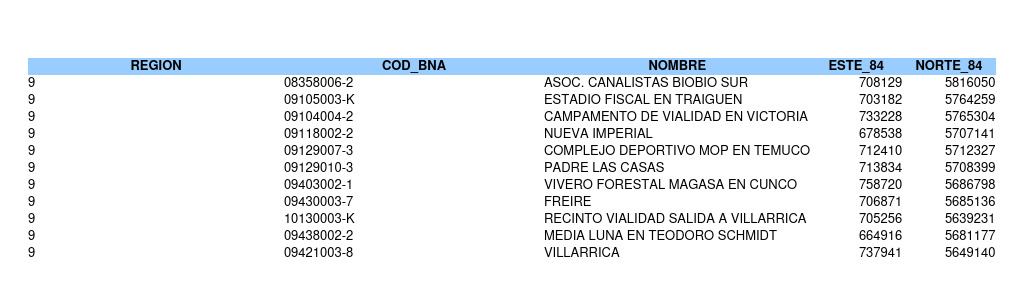 REGION COD_BNA NOMBRE ESTE_84 NORTE_84
9 08358006-2 ASOC. CANALISTAS BIOBIO SUR 708129 5816050
9 09105003-K ESTADIO FISCAL EN TRAIGUEN 703182 5764259
9 09104004-2 CAMPAMENTO DE VIALIDAD EN VICTORIA 733228 5765304
9 09118002-2 NUEVA IMPERIAL 678538 5707141
9 09129007-3 COMPLEJO DEPORTIVO MOP EN TEMUCO 712410 5712327
9 09129010-3 PADRE LAS CASAS 713834 5708399
9 09403002-1 VIVERO FORESTAL MAGASA EN CUNCO 758720 5686798
9 09430003-7 FREIRE 706871 5685136
9 10130003-K RECINTO VIALIDAD SALIDA A VILLARRICA 705256 5639231
9 09438002-2 MEDIA LUNA EN TEODORO SCHMIDT 664916 5681177
9 09421003-8 VILLARRICA 737941 5649140